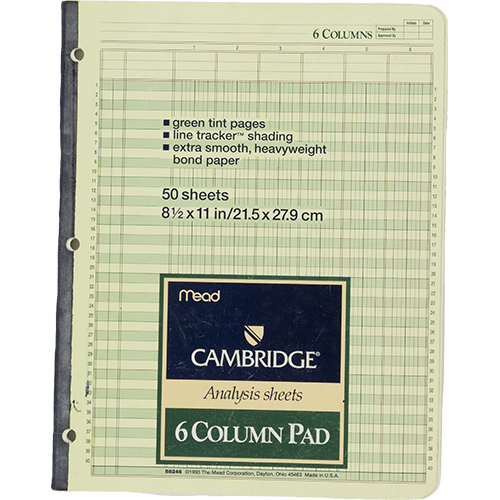 6 COLUMNS
Initials
Date
Prepared By
Approved By
1 2 3 4 5 6
▪ green tint pages
▪ line tracker™ shading
▪ extra smooth, heavyweight
bond paper
50 sheets
8½ x 11 in/21.5 x 27.9 cm
Mead
CAMBRIDGE®
Analysis sheets
6 COLUMN PAD
59246 ©1993 The Mead Corporation, Dayton, Ohio 45463 Made in U.S.A.